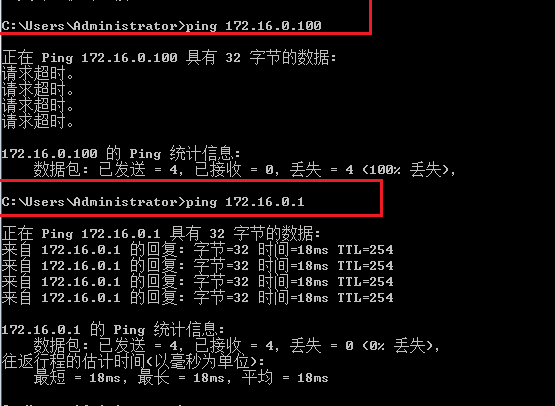 C:\Users\Administrator>ping 172.16.0.100
正在 Ping 172.16.0.100 具有 32 字节的数据:
请求超时。
请求超时。
请求超时。
请求超时。
172.16.0.100 的 Ping 统计信息:
数据包: 已发送 = 4, 已接收 = 0, 丢失 = 4 (100% 丢失),
C:\Users\Administrator>ping 172.16.0.1
正在 Ping 172.16.0.1 具有 32 字节的数据:
来自 172.16.0.1 的回复: 字节=32 时间=18ms TTL=254
来自 172.16.0.1 的回复: 字节=32 时间=18ms TTL=254
来自 172.16.0.1 的回复: 字节=32 时间=18ms TTL=254
来自 172.16.0.1 的回复: 字节=32 时间=18ms TTL=254
172.16.0.1 的 Ping 统计信息:
数据包: 已发送 = 4, 已接收 = 4, 丢失 = 0 (0% 丢失),
往返行程的估计时间(以毫秒为单位):
最短 = 18ms, 最长 = 18ms, 平均 = 18ms